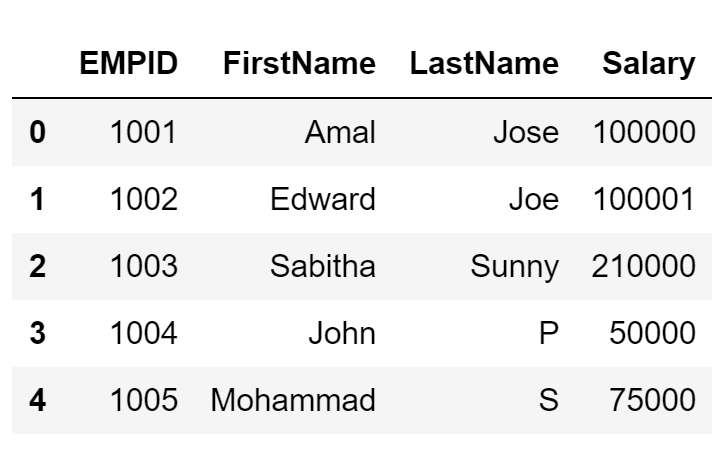 EMPID FirstName LastName Salary
0 1001 Amal Jose 100000
1 1002 Edward Joe 100001
2 1003 Sabitha Sunny 210000
3 1004 John P 50000
4 1005 Mohammad S 75000